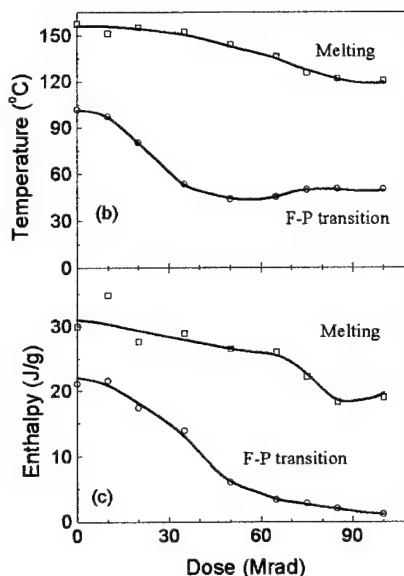 150
120
90
60
30
0
Temperature (°C)
Melting
(b)
F-P transition
30
20
10
0
Enthalpy (J/g)
Melting
F-P transition
(c)
0 30 60 90
Dose (Mrad)